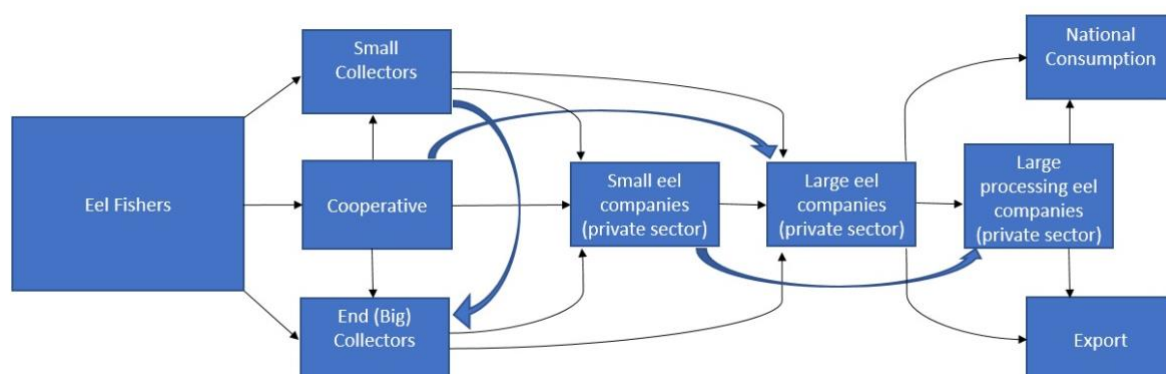 Small
Collectors
National
Consumption
Eel Fishers
Cooperative
Small eel
companies
(private sector)
Large eel
companies
(private sector)
Large
processing eel
companies
(private sector)
End (Big)
Collectors
Export